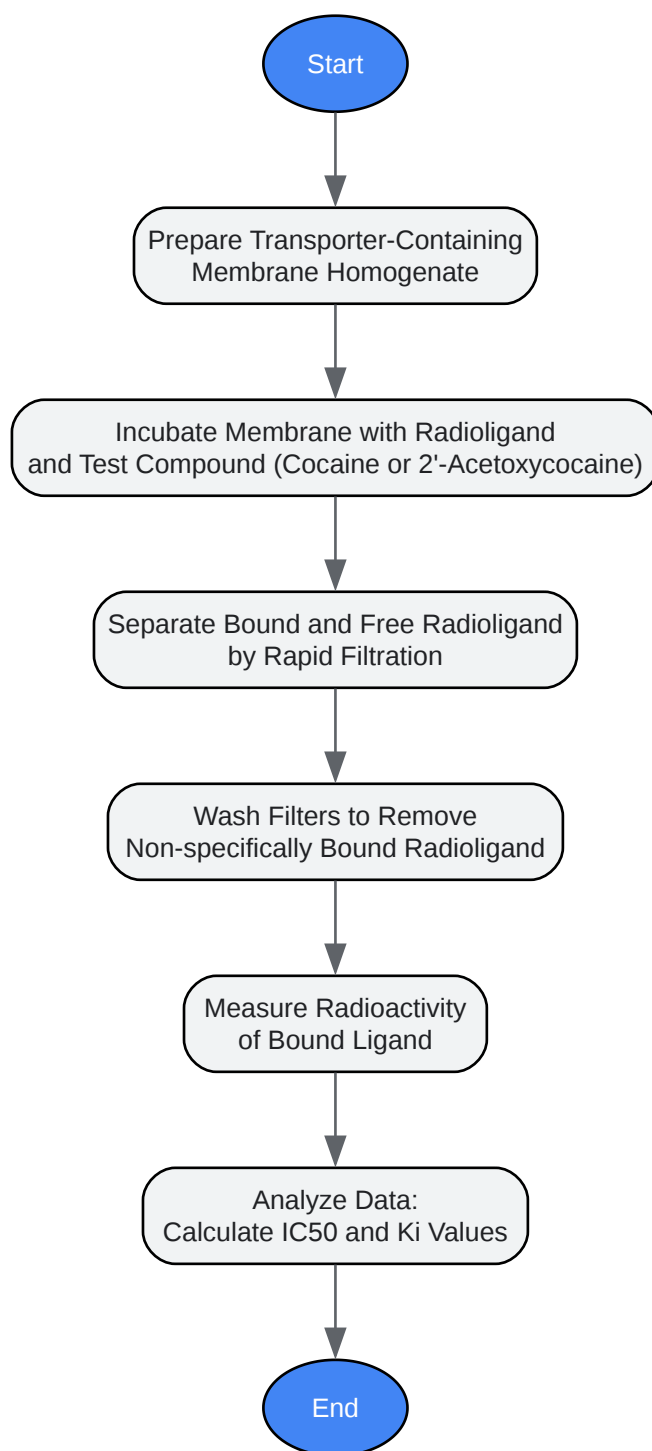 Start
Prepare Transporter-Containing
Membrane Homogenate
Incubate Membrane with Radioligand
and Test Compound (Cocaine or 2'-Acetoxycocaine)
Separate Bound and Free Radioligand
by Rapid Filtration
Wash Filters to Remove
Non-specifically Bound Radioligand
Measure Radioactivity
of Bound Ligand
Analyze Data:
Calculate IC50 and Ki Values
End